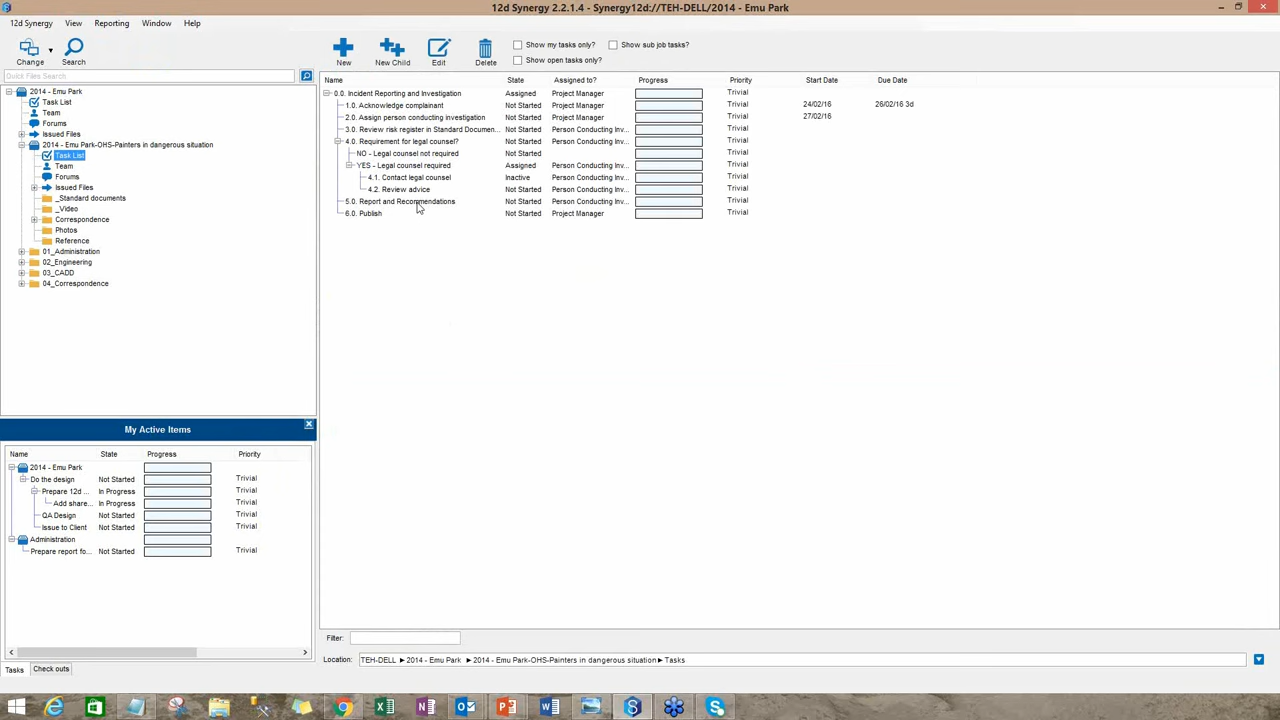 12d Synergy 2.2.1.4 - Synergy12d://TEH-DELL/2014 - Emu Park
12d Synergy View Reporting Window Help
Change Search
New New Child Edit Delete
Show my tasks only? Show sub job tasks?
Show open tasks only?
Quick Files Search
2014 - Emu Park
Task List
Team
Forums
Issued Files
2014 - Emu Park-OHS-Painters in dangerous situation
Task List
Team
Forums
Issued Files
_Standard documents
_Video
Correspondence
Photos
Reference
01_Administration
02_Engineering
03_CADD
04_Correspondence
Name State Assigned to? Progress Priority Start Date Due Date
0.0. Incident Reporting and Investigation Assigned Project Manager Trivial
1.0. Acknowledge complainant Not Started Project Manager Trivial 24/02/16 26/02/16 3d
2.0. Assign person conducting investigation Not Started Project Manager Trivial 27/02/16
3.0. Review risk register in Standard Documen... Not Started Person Conducting Inv... Trivial
4.0. Requirement for legal counsel? Not Started Person Conducting Inv... Trivial
NO - Legal counsel not required Not Started Trivial
YES - Legal counsel required Assigned Person Conducting Inv... Trivial
4.1. Contact legal counsel Inactive Person Conducting Inv... Trivial
4.2. Review advice Not Started Person Conducting Inv... Trivial
5.0. Report and Recommendations Not Started Person Conducting Inv... Trivial
6.0. Publish Not Started Project Manager Trivial
My Active Items
Name State Progress Priority
2014 - Emu Park
Do the design Not Started Trivial
Prepare 12d ... In Progress Trivial
Add share... In Progress Trivial
QA Design Not Started Trivial
Issue to Client Not Started Trivial
Administration
Prepare report fo... Not Started Trivial
Tasks Check outs
Filter:
Location: TEH-DELL ►2014 - Emu Park ►2014 - Emu Park-OHS-Painters in dangerous situation►Tasks